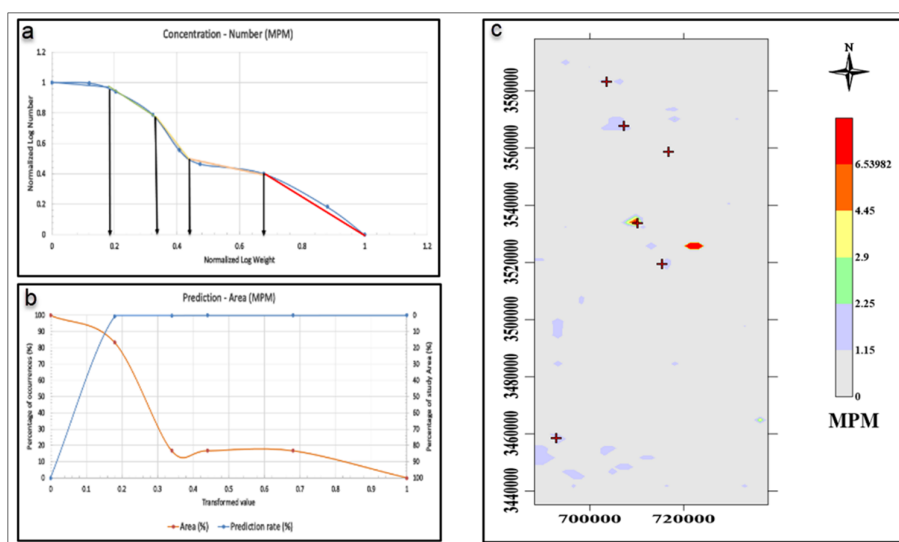 a
Concentration - Number (MPM)
Normalized Log Number
1.2
1
0.8
0.6
0.4
0.2
0
0 0.2 0.4 0.6 0.8 1 1.2
Normalized Log Weight
b
Prediction - Area (MPM)
Percentage of occurrences (%)
100
90
80
70
60
50
40
30
20
10
0
0
10
20
30
40
50
60
70
80
90
100
Percentage of study Area (%)
0 0.1 0.2 0.3 0.4 0.5 0.6 0.7 0.8 0.9 1
Transformed value
Area (%) Prediction rate (%)
c
3580000
3560000
3540000
3520000
3500000
3480000
3460000
3440000
700000 720000
N
6.53982
4.45
2.9
2.25
1.15
0
MPM